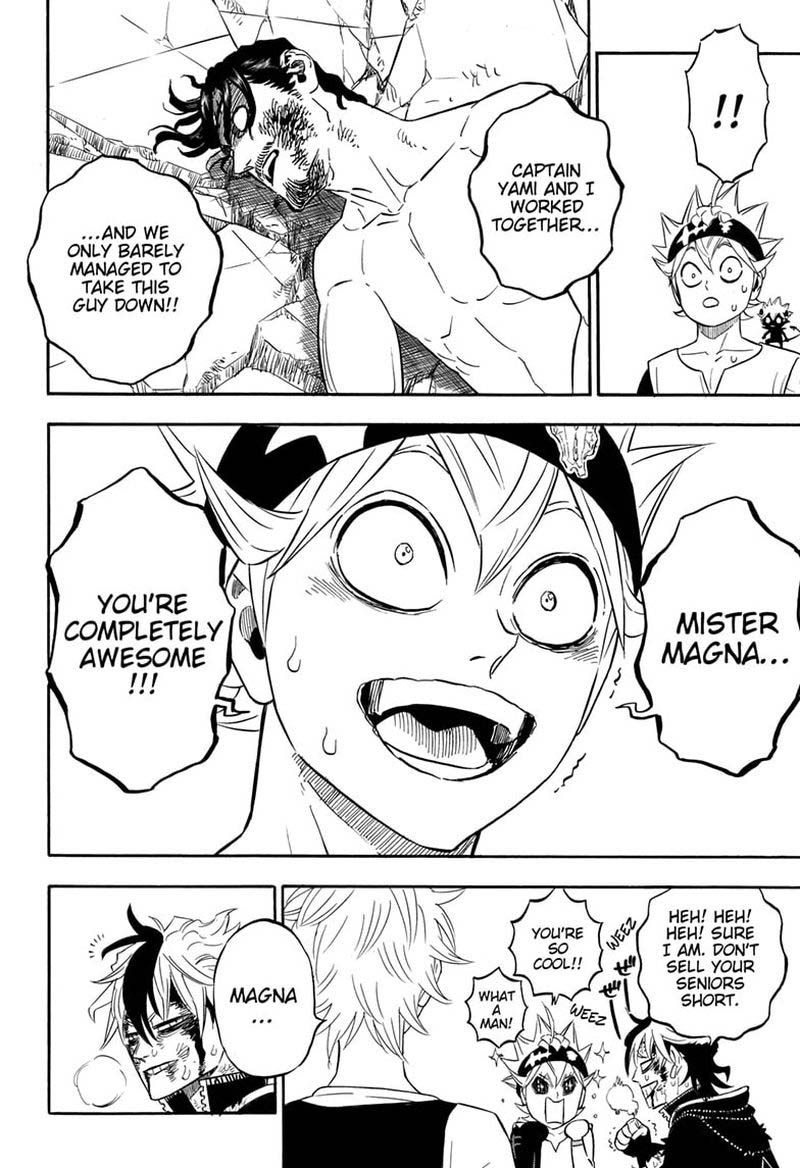 !!
CAPTAIN
YAMI AND I
WORKED
TOGETHER...
...AND WE
ONLY BARELY
MANAGED TO
TAKE THIS
GUY DOWN!!
MISTER
MAGNA...
YOU'RE
COMPLETELY
AWESOME
!!!
HEH! HEH!
HEH! SURE
I AM. DON'T
SELL YOUR
SENIORS
SHORT.
WEEZ
WEEZ
YOU'RE
SO
COOL!!
WHAT
A
MAN!
MAGNA
...